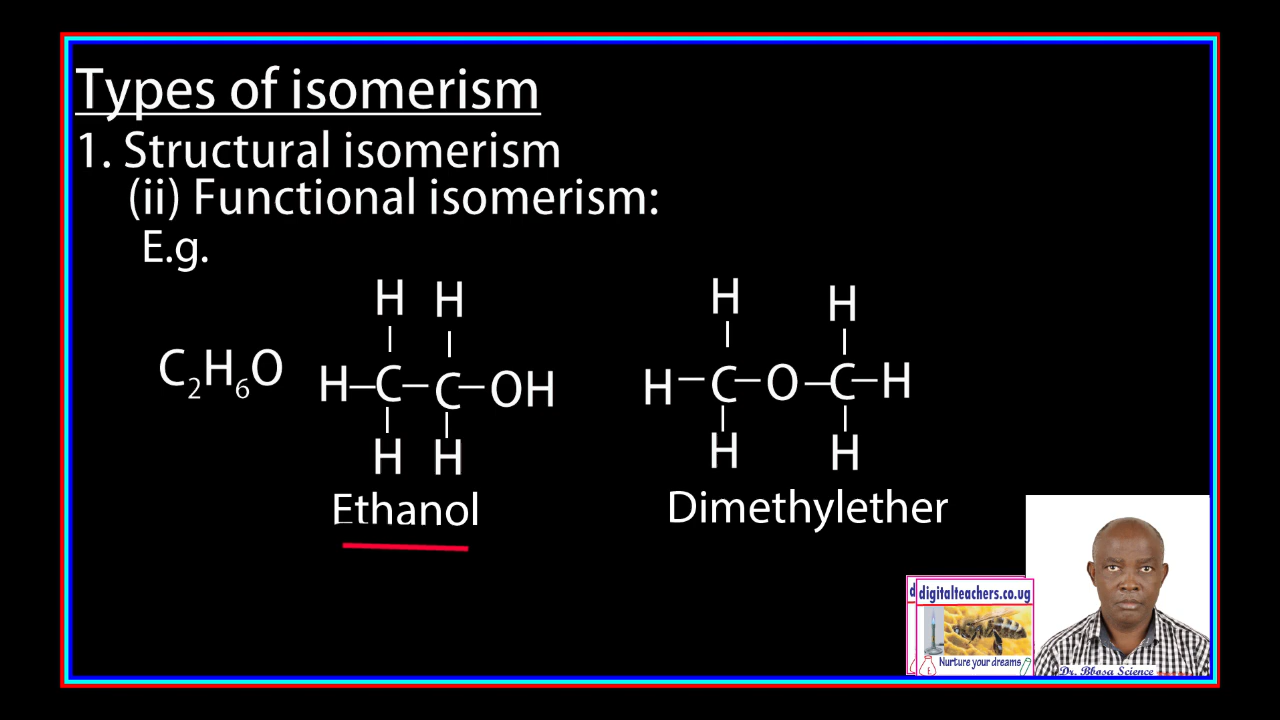 Types of isomerism
1. Structural isomerism
(ii) Functional isomerism:
E.g.
H H H H
C₂H₆O H–C–C–OH H–C–O–C–H
H H H H
Ethanol Dimethylether
digitalteachers.co.ug
Nurture your dreams
Dr. Bbosa Science